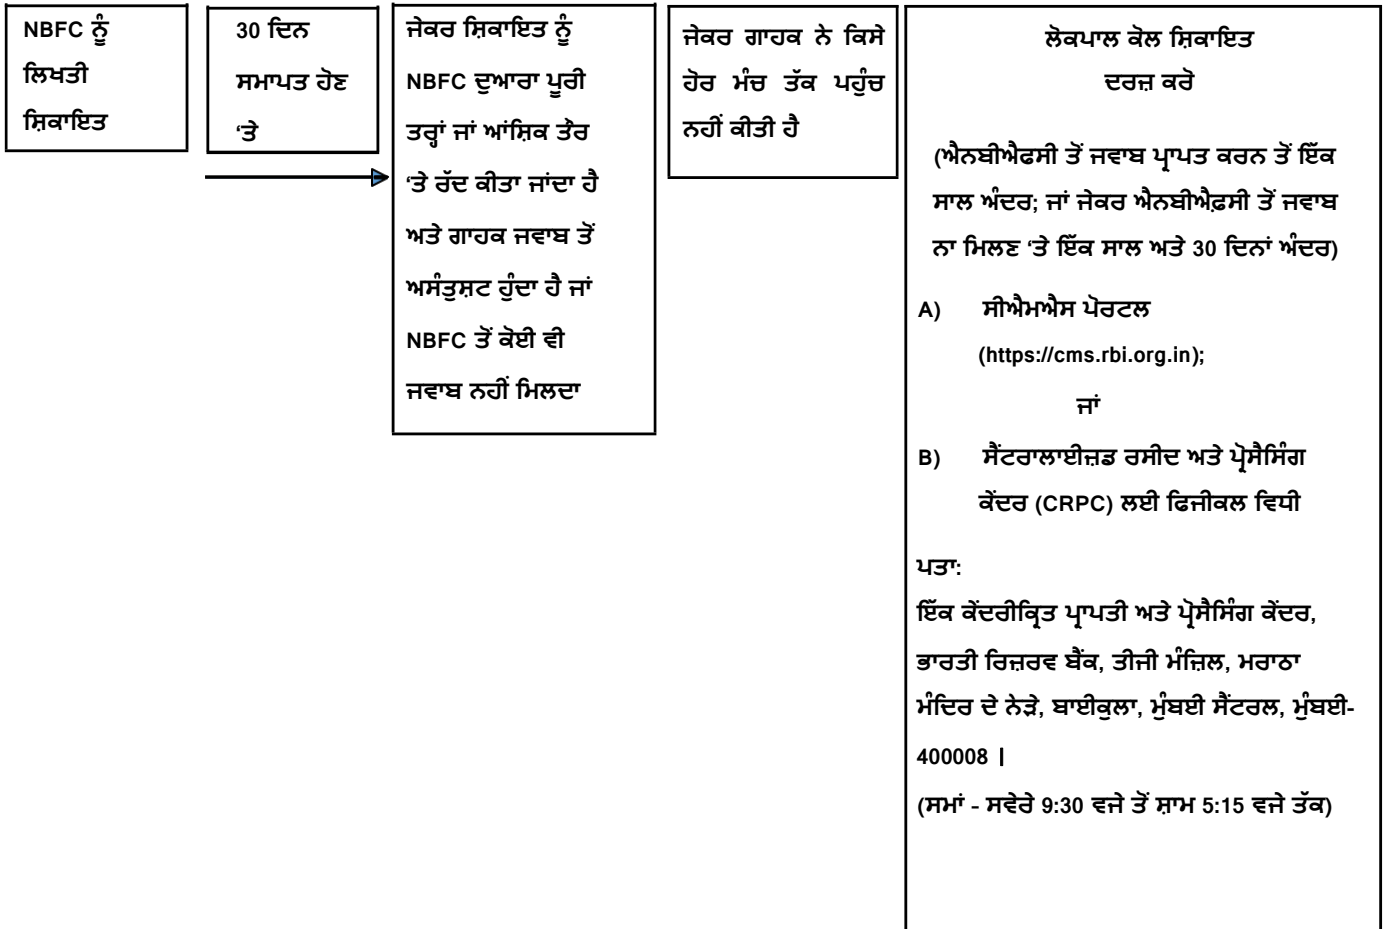 NBFC ਨੂੰ
ਲਿਖਤੀ
ਸ਼ਿਕਾਇਤ
30 ਦਿਨ
ਸਮਾਪਤ ਹੋਣ
‘ਤੇ
ਜੇਕਰ ਸ਼ਿਕਾਇਤ ਨੂੰ
NBFC ਦੁਆਰਾ ਪੂਰੀ
ਤਰ੍ਹਾਂ ਜਾਂ ਆਂਸ਼ਿਕ ਤੌਰ
‘ਤੇ ਰੱਦ ਕੀਤਾ ਜਾਂਦਾ ਹੈ
ਅਤੇ ਗਾਹਕ ਜਵਾਬ ਤੋਂ
ਅਸੰਤੁਸ਼ਟ ਹੁੰਦਾ ਹੈ ਜਾਂ
NBFC ਤੋਂ ਕੋਈ ਵੀ
ਜਵਾਬ ਨਹੀਂ ਮਿਲਦਾ
ਜੇਕਰ ਗਾਹਕ ਨੇ ਕਿਸੇ
ਹੋਰ ਮੰਚ ਤੱਕ ਪਹੁੰਚ
ਨਹੀਂ ਕੀਤੀ ਹੈ
ਲੋਕਪਾਲ ਕੋਲ ਸ਼ਿਕਾਇਤ
ਦਰਜ਼ ਕਰੋ
(ਐਨਬੀਐਫਸੀ ਤੋਂ ਜਵਾਬ ਪ੍ਰਾਪਤ ਕਰਨ ਤੋਂ ਇੱਕ
ਸਾਲ ਅੰਦਰ; ਜਾਂ ਜੇਕਰ ਐਨਬੀਐਫ਼ਸੀ ਤੋਂ ਜਵਾਬ
ਨਾ ਮਿਲਣ ‘ਤੇ ਇੱਕ ਸਾਲ ਅਤੇ 30 ਦਿਨਾਂ ਅੰਦਰ)
A) ਸੀਐਮਐਸ ਪੋਰਟਲ
(https://cms.rbi.org.in);
ਜਾਂ
B) ਸੈਂਟਰਾਲਾਈਜ਼ਡ ਰਸੀਦ ਅਤੇ ਪ੍ਰੋਸੈਸਿੰਗ
ਕੇਂਦਰ (CRPC) ਲਈ ਫਿਜੀਕਲ ਵਿਧੀ
ਪਤਾ:
ਇੱਕ ਕੇਂਦਰੀਕ੍ਰਿਤ ਪ੍ਰਾਪਤੀ ਅਤੇ ਪ੍ਰੋਸੈਸਿੰਗ ਕੇਂਦਰ,
ਭਾਰਤੀ ਰਿਜ਼ਰਵ ਬੈਂਕ, ਤੀਜੀ ਮੰਜ਼ਿਲ, ਮਰਾਠਾ
ਮੰਦਿਰ ਦੇ ਨੇੜੇ, ਬਾਈਕੁਲਾ, ਮੁੰਬਈ ਸੈਂਟਰਲ, ਮੁੰਬਈ-
400008 |
(ਸਮਾਂ - ਸਵੇਰੇ 9:30 ਵਜੇ ਤੋਂ ਸ਼ਾਮ 5:15 ਵਜੇ ਤੱਕ)